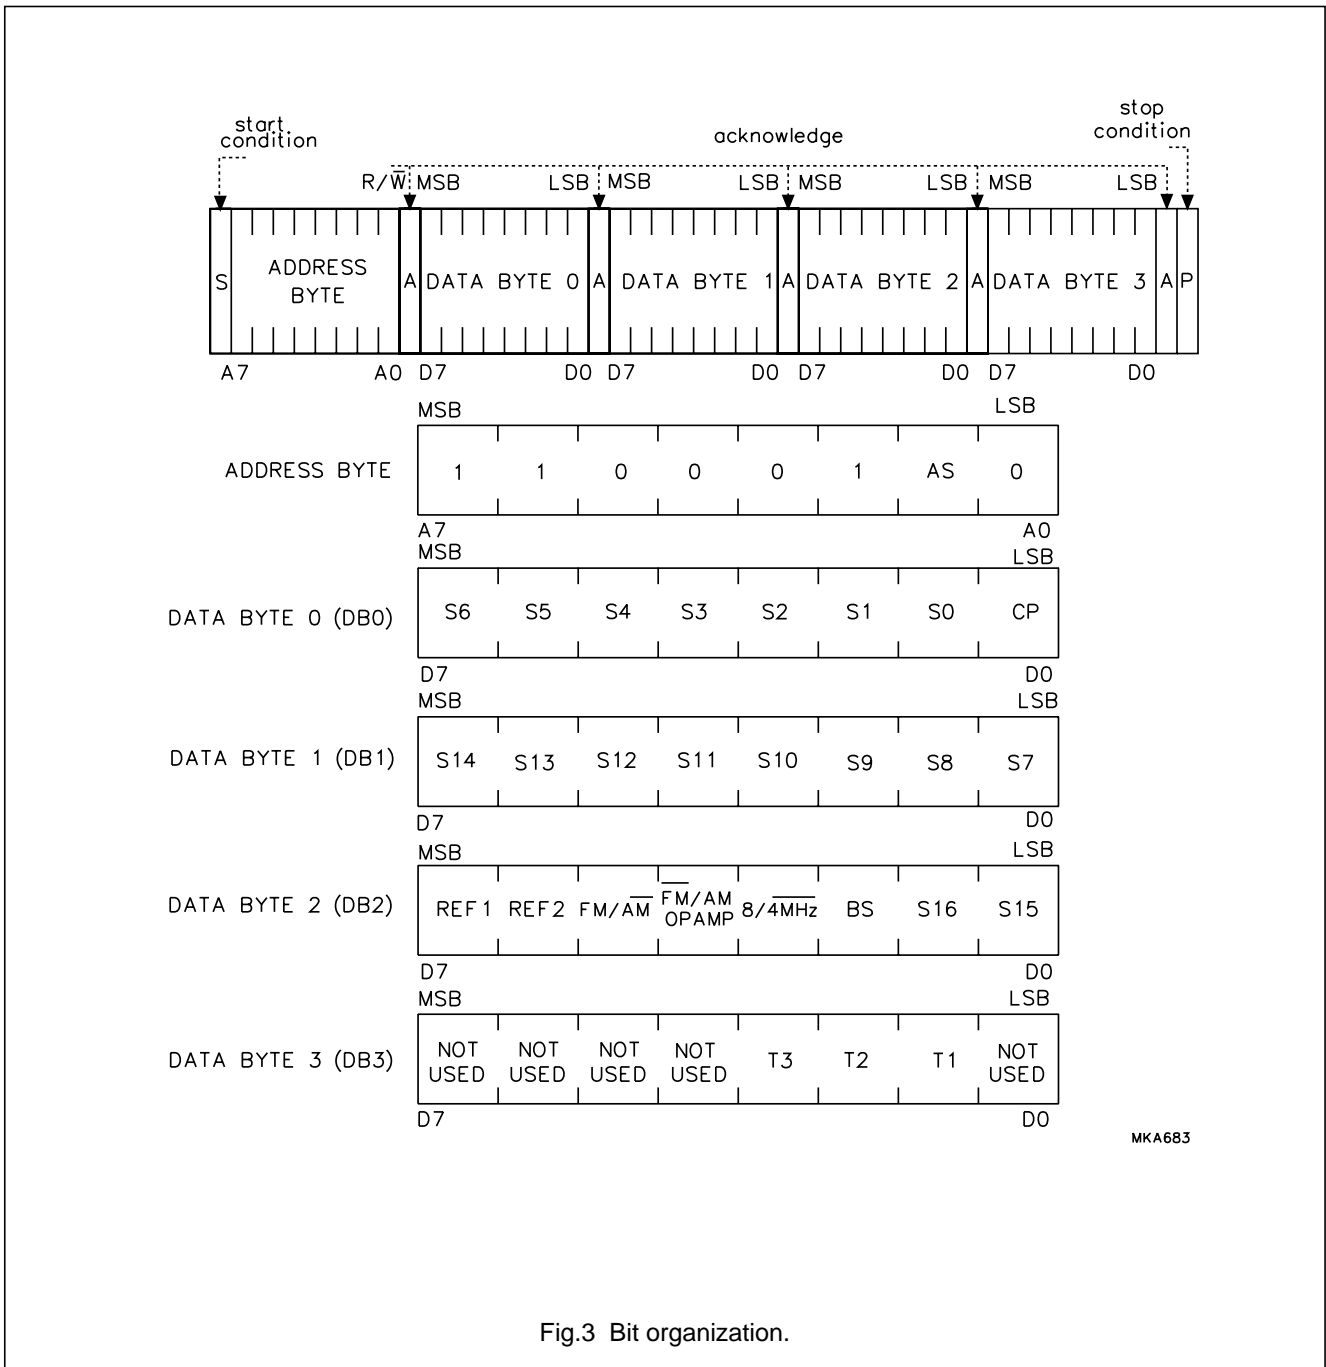 start
condition
acknowledge
stop
condition
R/W̅ MSB LSB MSB LSB MSB LSB MSB LSB
S ADDRESS BYTE A DATA BYTE 0 A DATA BYTE 1 A DATA BYTE 2 A DATA BYTE 3 A P
A7 A0 D7 D0 D7 D0 D7 D0 D7 D0
MSB LSB
ADDRESS BYTE 1 1 0 0 0 1 AS 0
A7 A0
MSB LSB
DATA BYTE 0 (DB0) S6 S5 S4 S3 S2 S1 S0 CP
D7 D0
MSB LSB
DATA BYTE 1 (DB1) S14 S13 S12 S11 S10 S9 S8 S7
D7 D0
MSB LSB
DATA BYTE 2 (DB2) REF1 REF2 FM/A̅M̅ F̅M̅/AM OPAMP 8/4̅M̅H̅z̅ BS S16 S15
D7 D0
MSB LSB
DATA BYTE 3 (DB3) NOT USED NOT USED NOT USED NOT USED T3 T2 T1 NOT USED
D7 D0
MKA683
Fig.3 Bit organization.